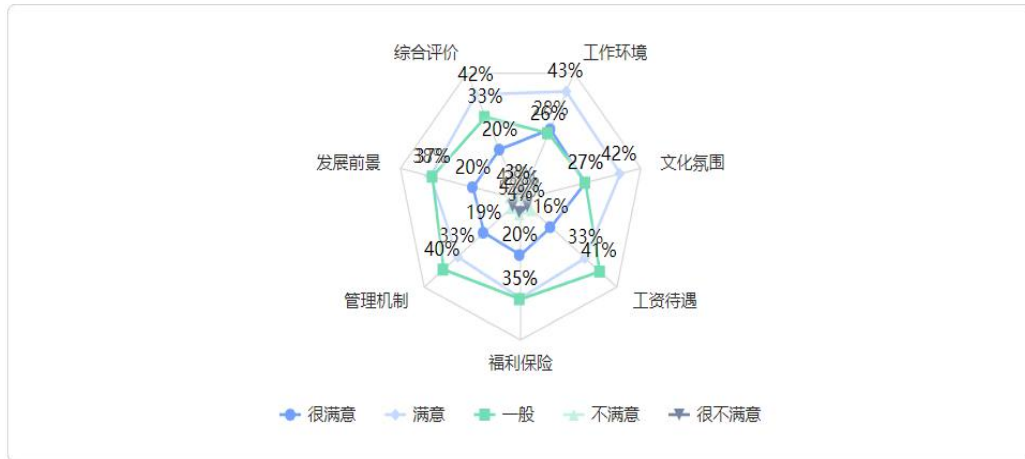 综合评价
工作环境
42%
43%
33%
28%
26%
20%
发展前景
37%
20%
27%
42%
文化氛围
19%
16%
20%
33%
40%
33%
41%
35%
管理机制
工资待遇
福利保险
很满意
满意
一般
不满意
很不满意